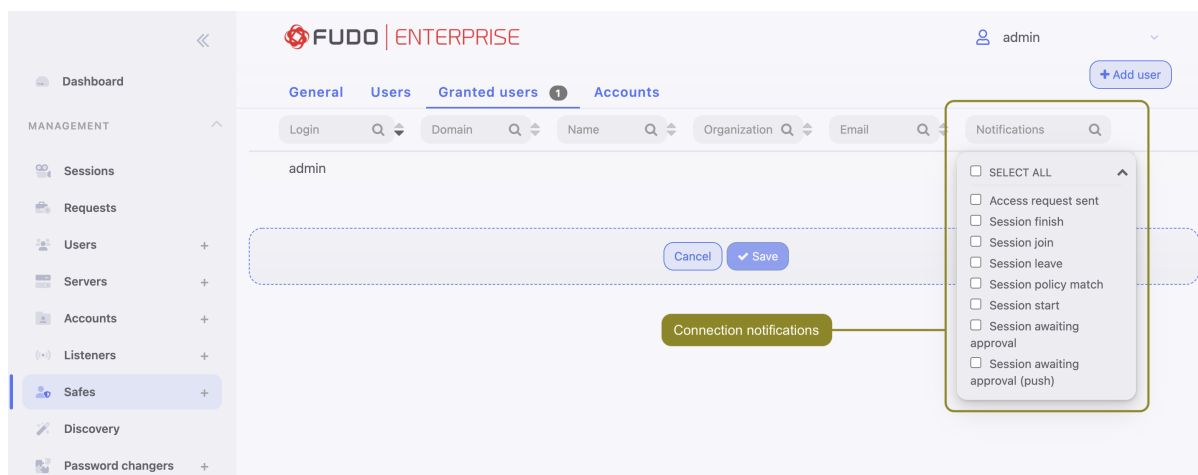 FUDO ENTERPRISE
admin
Dashboard
+ Add user
General Users Granted users 1 Accounts
MANAGEMENT
Login Domain Name Organization Email Notifications
Sessions
admin
SELECT ALL
Access request sent
Session finish
Session join
Session leave
Session policy match
Session start
Session awaiting
approval
Session awaiting
approval (push)
Requests
Users +
Cancel Save
Servers +
Accounts +
Connection notifications
Listeners +
Safes +
Discovery
Password changers +